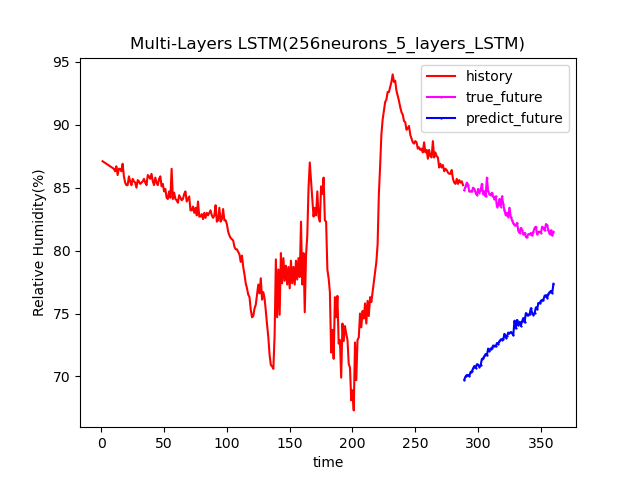 Multi-Layers LSTM(256neurons_5_layers_LSTM)
history
true_future
predict_future
Relative Humidity(%)
95
90
85
80
75
70
0
50
100
150
200
250
300
350
time